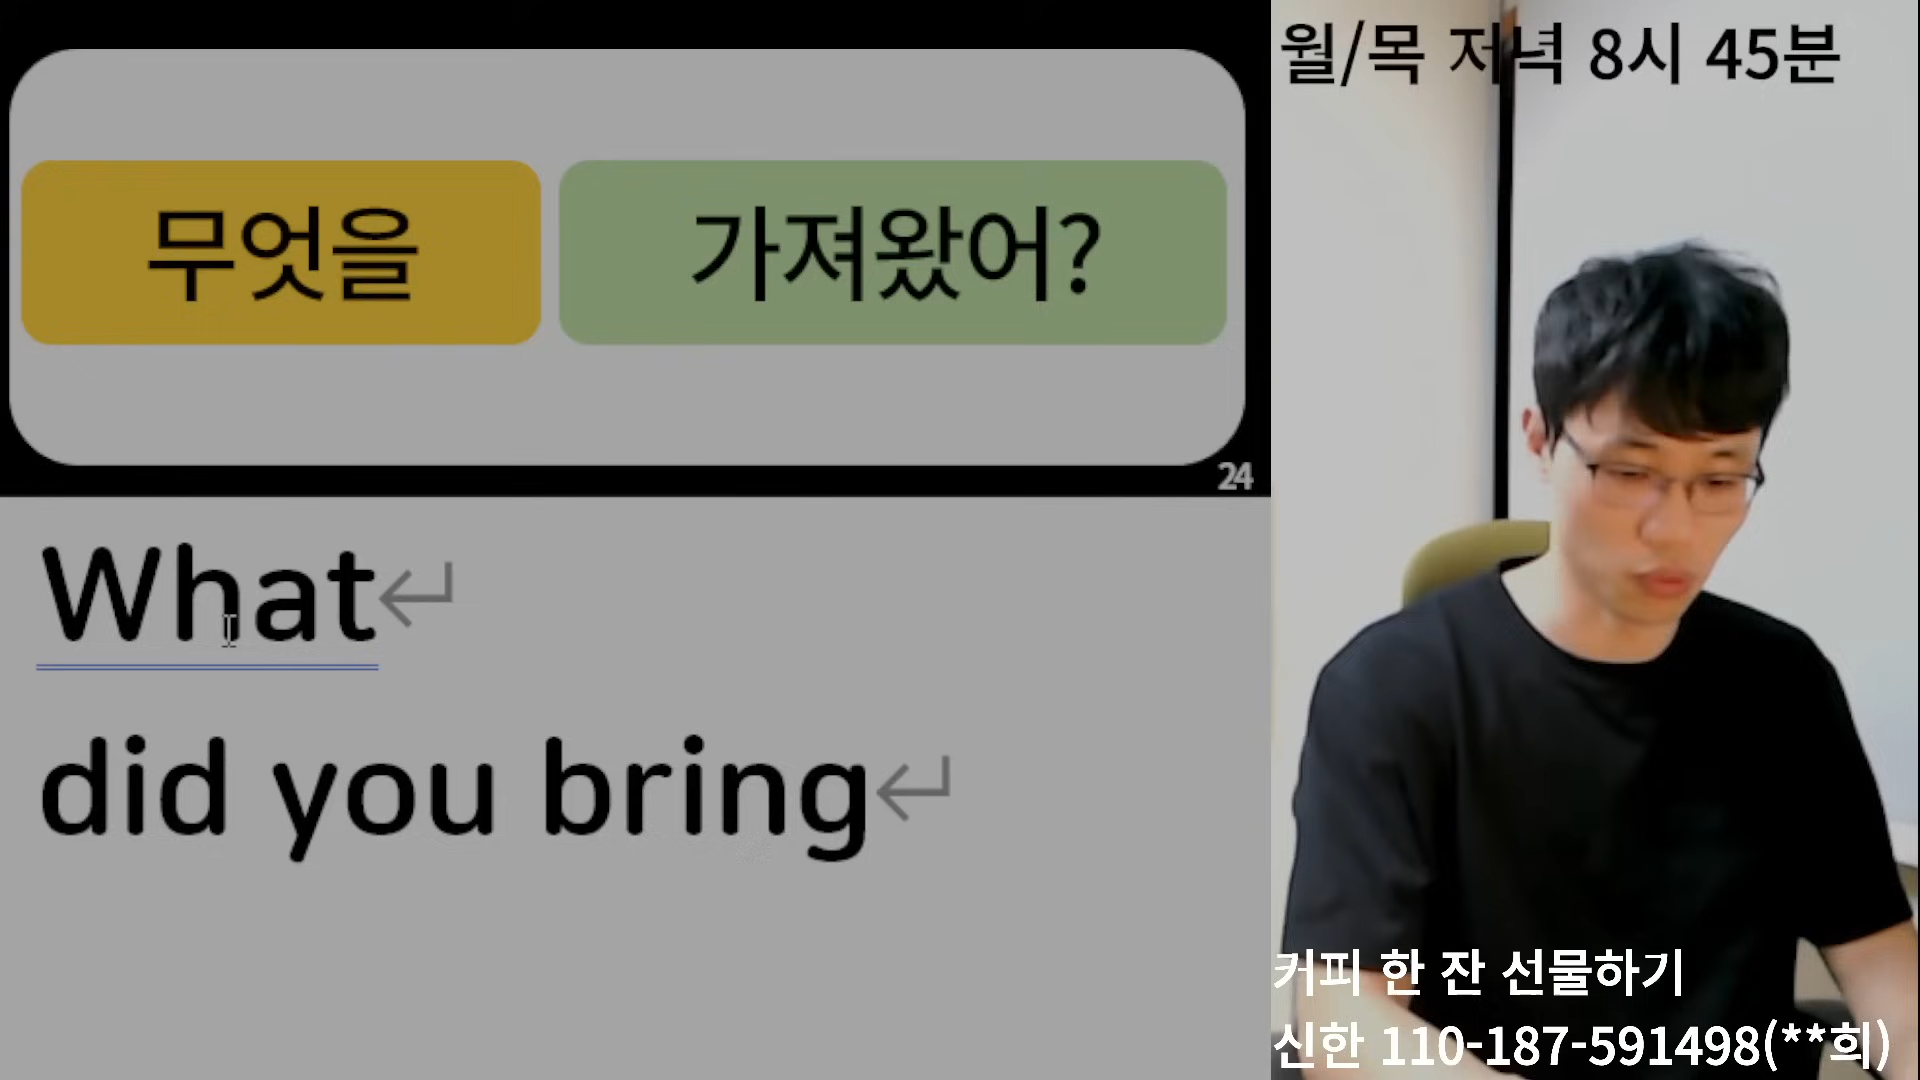 무엇을 가져왔어?
24
What
did you bring
월/목 저녁 8시 45분
커피 한 잔 선물하기
신한 110-187-591498(**희)